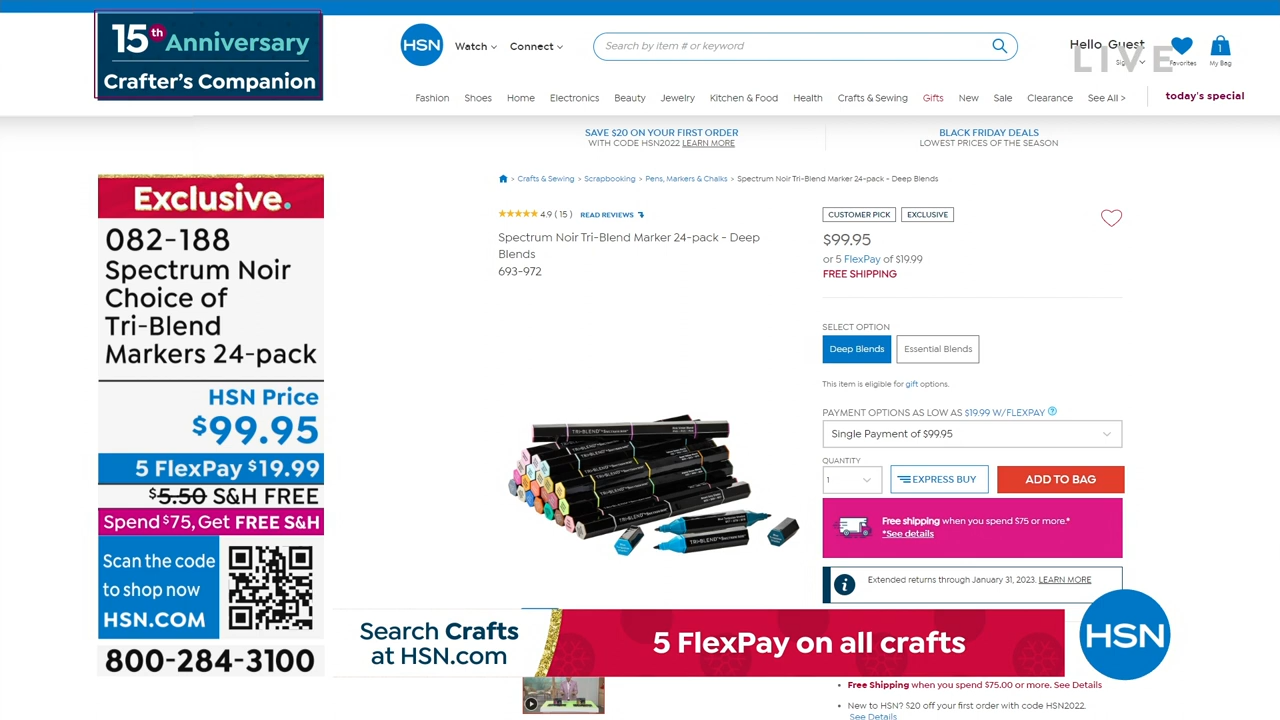 15th Anniversary
Crafter's Companion
HSN
Watch
Connect
Search by item # or keyword
Hello, Guest
LIVE
Favorites
1
My Bag
Fashion
Shoes
Home
Electronics
Beauty
Jewelry
Kitchen & Food
Health
Crafts & Sewing
Gifts
New
Sale
Clearance
See All >
today's special
SAVE $20 ON YOUR FIRST ORDER
WITH CODE HSN2022 LEARN MORE
BLACK FRIDAY DEALS
LOWEST PRICES OF THE SEASON
> Crafts & Sewing > Scrapbooking > Pens, Markers & Chalks > Spectrum Noir Tri-Blend Marker 24-pack - Deep Blends
Exclusive.
082-188
Spectrum Noir
Choice of
Tri-Blend
Markers 24-pack
HSN Price
$99.95
5 FlexPay $19.99
$5.50 S&H FREE
Spend $75, Get FREE S&H
Scan the code
to shop now
HSN.COM
800-284-3100
4.9 ( 15 ) READ REVIEWS
Spectrum Noir Tri-Blend Marker 24-pack - Deep
Blends
693-972
TRI-BLEND
TRI-BLEND
CUSTOMER PICK
EXCLUSIVE
$99.95
or 5 FlexPay of $19.99
FREE SHIPPING
SELECT OPTION
Deep Blends
Essential Blends
This item is eligible for gift options.
PAYMENT OPTIONS AS LOW AS $19.99 W/FLEXPAY ?
Single Payment of $99.95
QUANTITY
1
EXPRESS BUY
ADD TO BAG
Free shipping when you spend $75 or more.*
*See details
Extended returns through January 31, 2023. LEARN MORE
Search Crafts
at HSN.com
5 FlexPay on all crafts
HSN
• Free Shipping when you spend $75.00 or more. See Details
• New to HSN? $20 off your first order with code HSN2022.
See Details